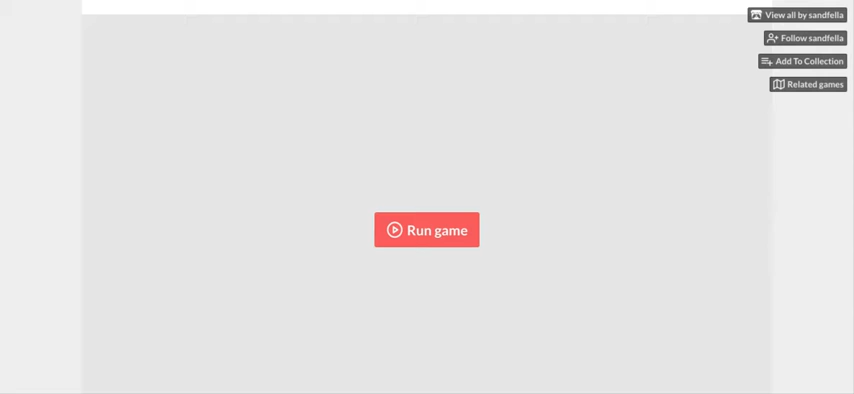 View all by sandfella
Follow sandfella
Add To Collection
Related games
Run game